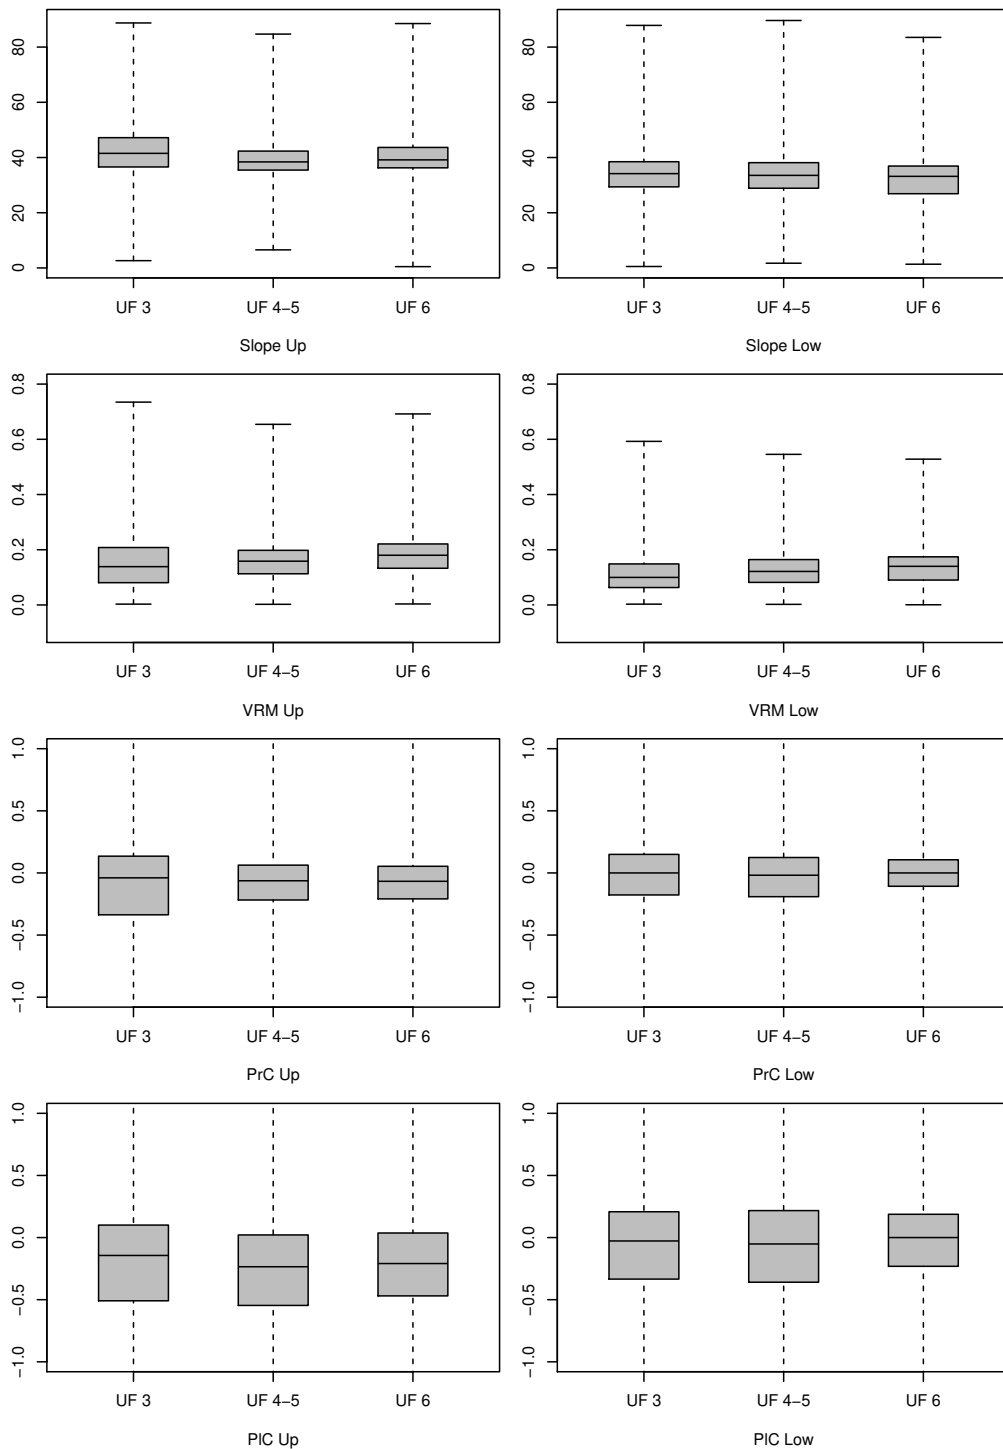 80
60
40
20
0
UF 3 UF 4−5 UF 6
Slope Up
80
60
40
20
0
UF 3 UF 4−5 UF 6
Slope Low
0.8
0.6
0.4
0.2
0.0
UF 3 UF 4−5 UF 6
VRM Up
0.8
0.6
0.4
0.2
0.0
UF 3 UF 4−5 UF 6
VRM Low
1.0
0.5
0.0
−0.5
−1.0
UF 3 UF 4−5 UF 6
PrC Up
1.0
0.5
0.0
−0.5
−1.0
UF 3 UF 4−5 UF 6
PrC Low
1.0
0.5
0.0
−0.5
−1.0
UF 3 UF 4−5 UF 6
PlC Up
1.0
0.5
0.0
−0.5
−1.0
UF 3 UF 4−5 UF 6
PlC Low